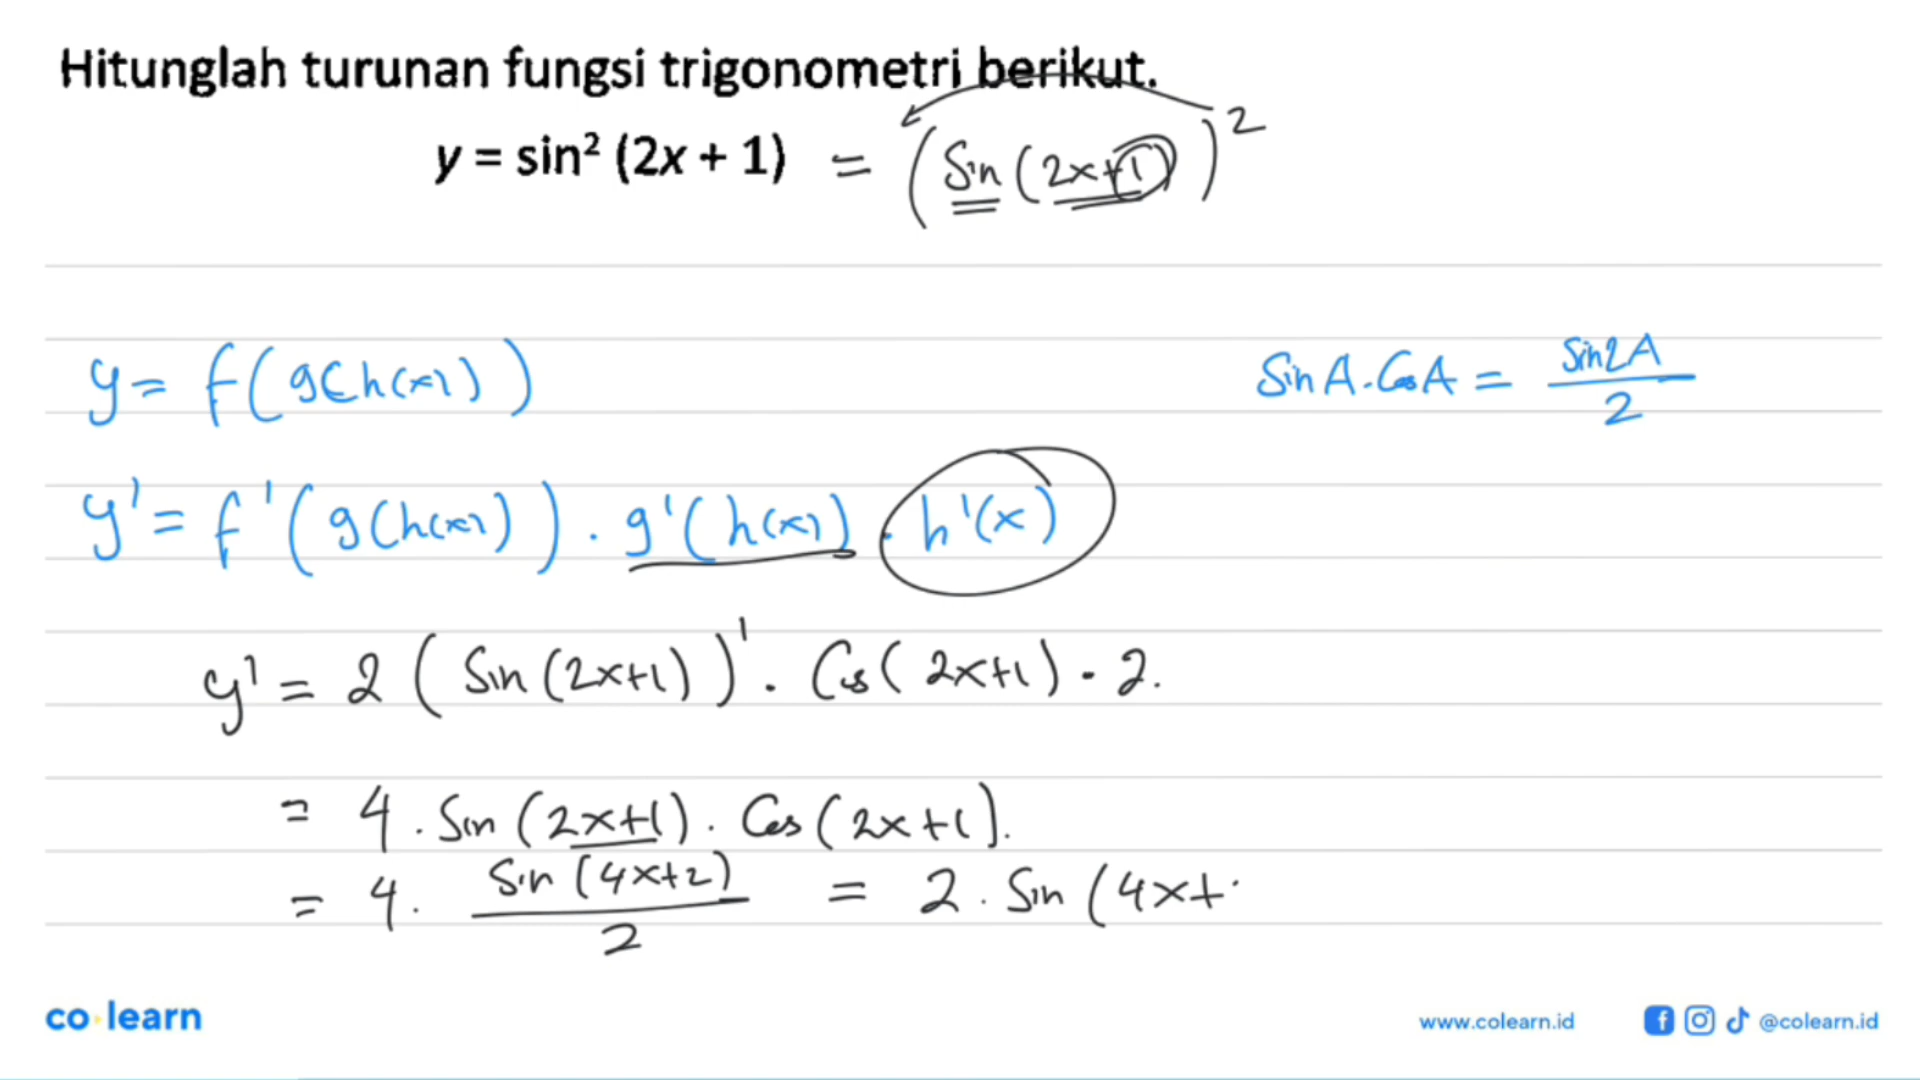 Hitunglah turunan fungsi trigonometri berikut.
y = sin² (2x + 1) = (Sin (2x+1))²
y = f(g(h(x)))
Sin A . Cos A = Sin 2A / 2
y' = f'(g(h(x))) . g'(h(x)) . h'(x)
y' = 2 (Sin (2x+1))¹ . Cos (2x+1) . 2.
= 4 . Sin (2x+1) . Cos (2x+1).
= 4 . Sin (4x+2) / 2 = 2 . Sin (4x+
co learn
www.colearn.id
@colearn.id